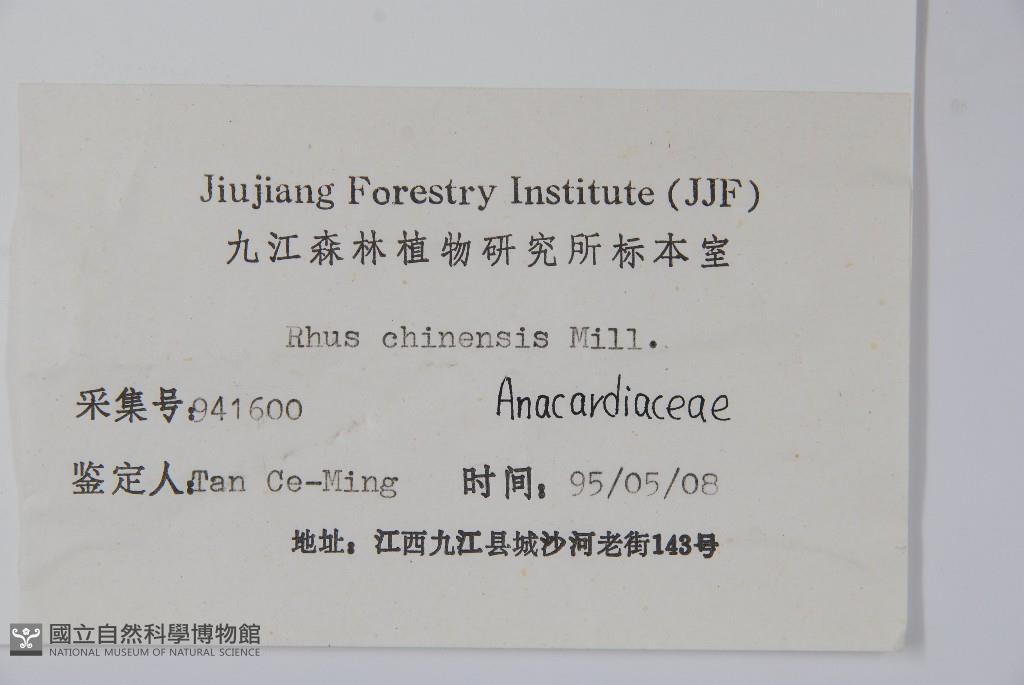 Jiujiang Forestry Institute (JJF)
九江森林植物研究所标本室
Rhus chinensis Mill.
采集号:941600 Anacardiaceae
鉴定人:Tan Ce-Ming 时间: 95/05/08
地址: 江西九江县城沙河老街143号
國立自然科學博物館
NATIONAL MUSEUM OF NATURAL SCIENCE